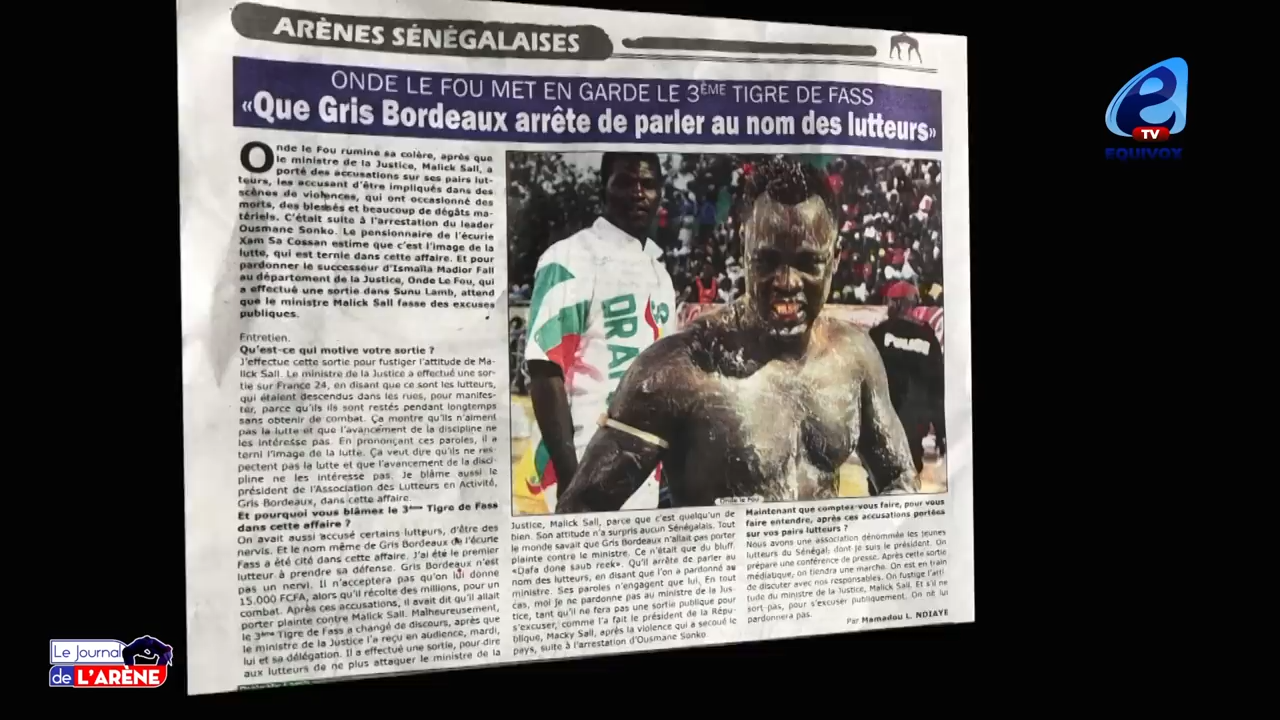 ARÈNES SÉNÉGALAISES
ONDE LE FOU MET EN GARDE LE 3ÈME TIGRE DE FASS
«Que Gris Bordeaux arrête de parler au nom des lutteurs»
Onde le Fou rumine sa colère, après que
le ministre de la Justice, Malick Sall, a
porté des accusations sur ses pairs lut-
teurs, les accusant d'être impliqués dans des
scènes de violences, qui ont occasionné des
morts, des blessés et beaucoup de dégâts ma-
tériels. C'était suite à l'arrestation du leader
Ousmane Sonko. Le pensionnaire de l'écurie
Xam Sa Cossan estime que c'est l'image de la
lutte, qui est ternie dans cette affaire. Et pour
pardonner le successeur d'Ismaïla Madior Fall
au département de la Justice, Onde Le Fou, qui
a effectué une sortie dans Sunu Lamb, attend
que le ministre Malick Sall fasse des excuses
publiques.
Entretien.
Qu'est-ce qui motive votre sortie ?
J'effectue cette sortie pour fustiger l'attitude de Ma-
lick Sall. Le ministre de la Justice a effectué une sor-
tie sur France 24, en disant que ce sont les lutteurs,
qui étaient descendus dans les rues, pour manifes-
ter, parce qu'ils ils sont restés pendant longtemps
sans obtenir de combat. Ça montre qu'ils n'aiment
pas la lutte et que l'avancement de la discipline ne
les intéresse pas. En prononçant ces paroles, il a
terni l'image de la lutte. Ça veut dire qu'ils ne res-
pectent pas la lutte et que l'avancement de la disci-
pline ne les intéresse pas. Je blâme aussi le
président de l'Association des Lutteurs en Activité,
Gris Bordeaux, dans cette affaire.
Et pourquoi vous blâmez le 3ème Tigre de Fass
dans cette affaire ?
On avait aussi accusé certains lutteurs, d'être des
nervis. Et le nom même de Gris Bordeaux de l'écurie
Fass a été cité dans cette affaire. J'ai été le premier
lutteur à prendre sa défense. Gris Bordeaux n'est
pas un nervi. Il n'acceptera pas qu'on lui donne
15.000 FCFA, alors qu'il récolte des millions, pour un
combat. Après ces accusations, il avait dit qu'il allait
porter plainte contre Malick Sall. Malheureusement,
le 3ème Tigre de Fass a changé de discours, après que
le ministre de la Justice l'a reçu en audience, mardi,
lui et sa délégation. Il a effectué une sortie, pour dire
aux lutteurs de ne plus attaquer le ministre de la
Onde le Fou
POLICE
Justice, Malick Sall, parce que c'est quelqu'un de
bien. Son attitude n'a surpris aucun Sénégalais. Tout
le monde savait que Gris Bordeaux n'allait pas porter
plainte contre le ministre. Ce n'était que du bluff.
«Dafa done saub reek». Qu'il arrête de parler au
nom des lutteurs, en disant que l'on a pardonné au
ministre. Ses paroles n'engagent que lui. En tout
cas, moi je ne pardonne pas au ministre de la Jus-
tice, tant qu'il ne fera pas une sortie publique pour
s'excuser, comme l'a fait le président de la Répu-
blique, Macky Sall, après la violence qui a secoué le
pays, suite à l'arrestation d'Ousmane Sonko
Maintenant que comptez-vous faire, pour vous
faire entendre, après ces accusations portées
sur vos pairs lutteurs ?
Nous avons une association dénommée les jeunes
lutteurs du Sénégal, dont je suis le président. On
prépare une conférence de presse. Après cette sortie
médiatique, on tiendra une marche. On est en train
de discuter avec nos responsables. On fustige l'atti-
tude du ministre de la Justice, Malick Sall. Et s'il ne
sort pas, pour s'excuser publiquement. On ne lui
pardonnera pas.
Par Mamadou L. NDIAYE
e
TV
EQUIVOX
Le Journal
de L'ARÈNE